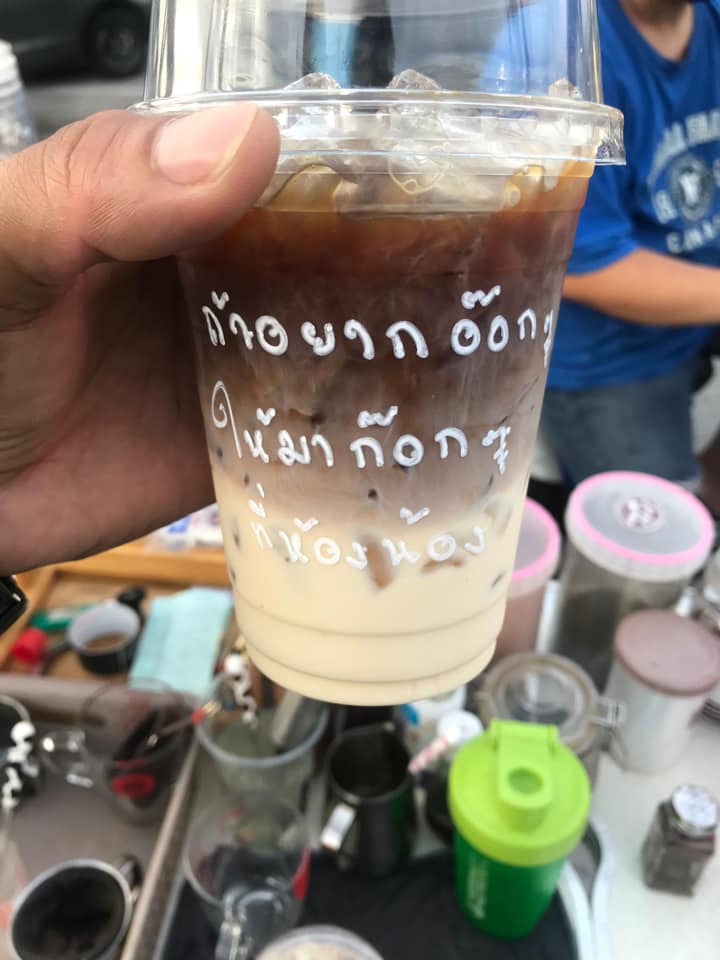 ถ้าอยาก อ๊อกๆ
ให้มา ก๊อก ๆ
ที่ห้องน้อง